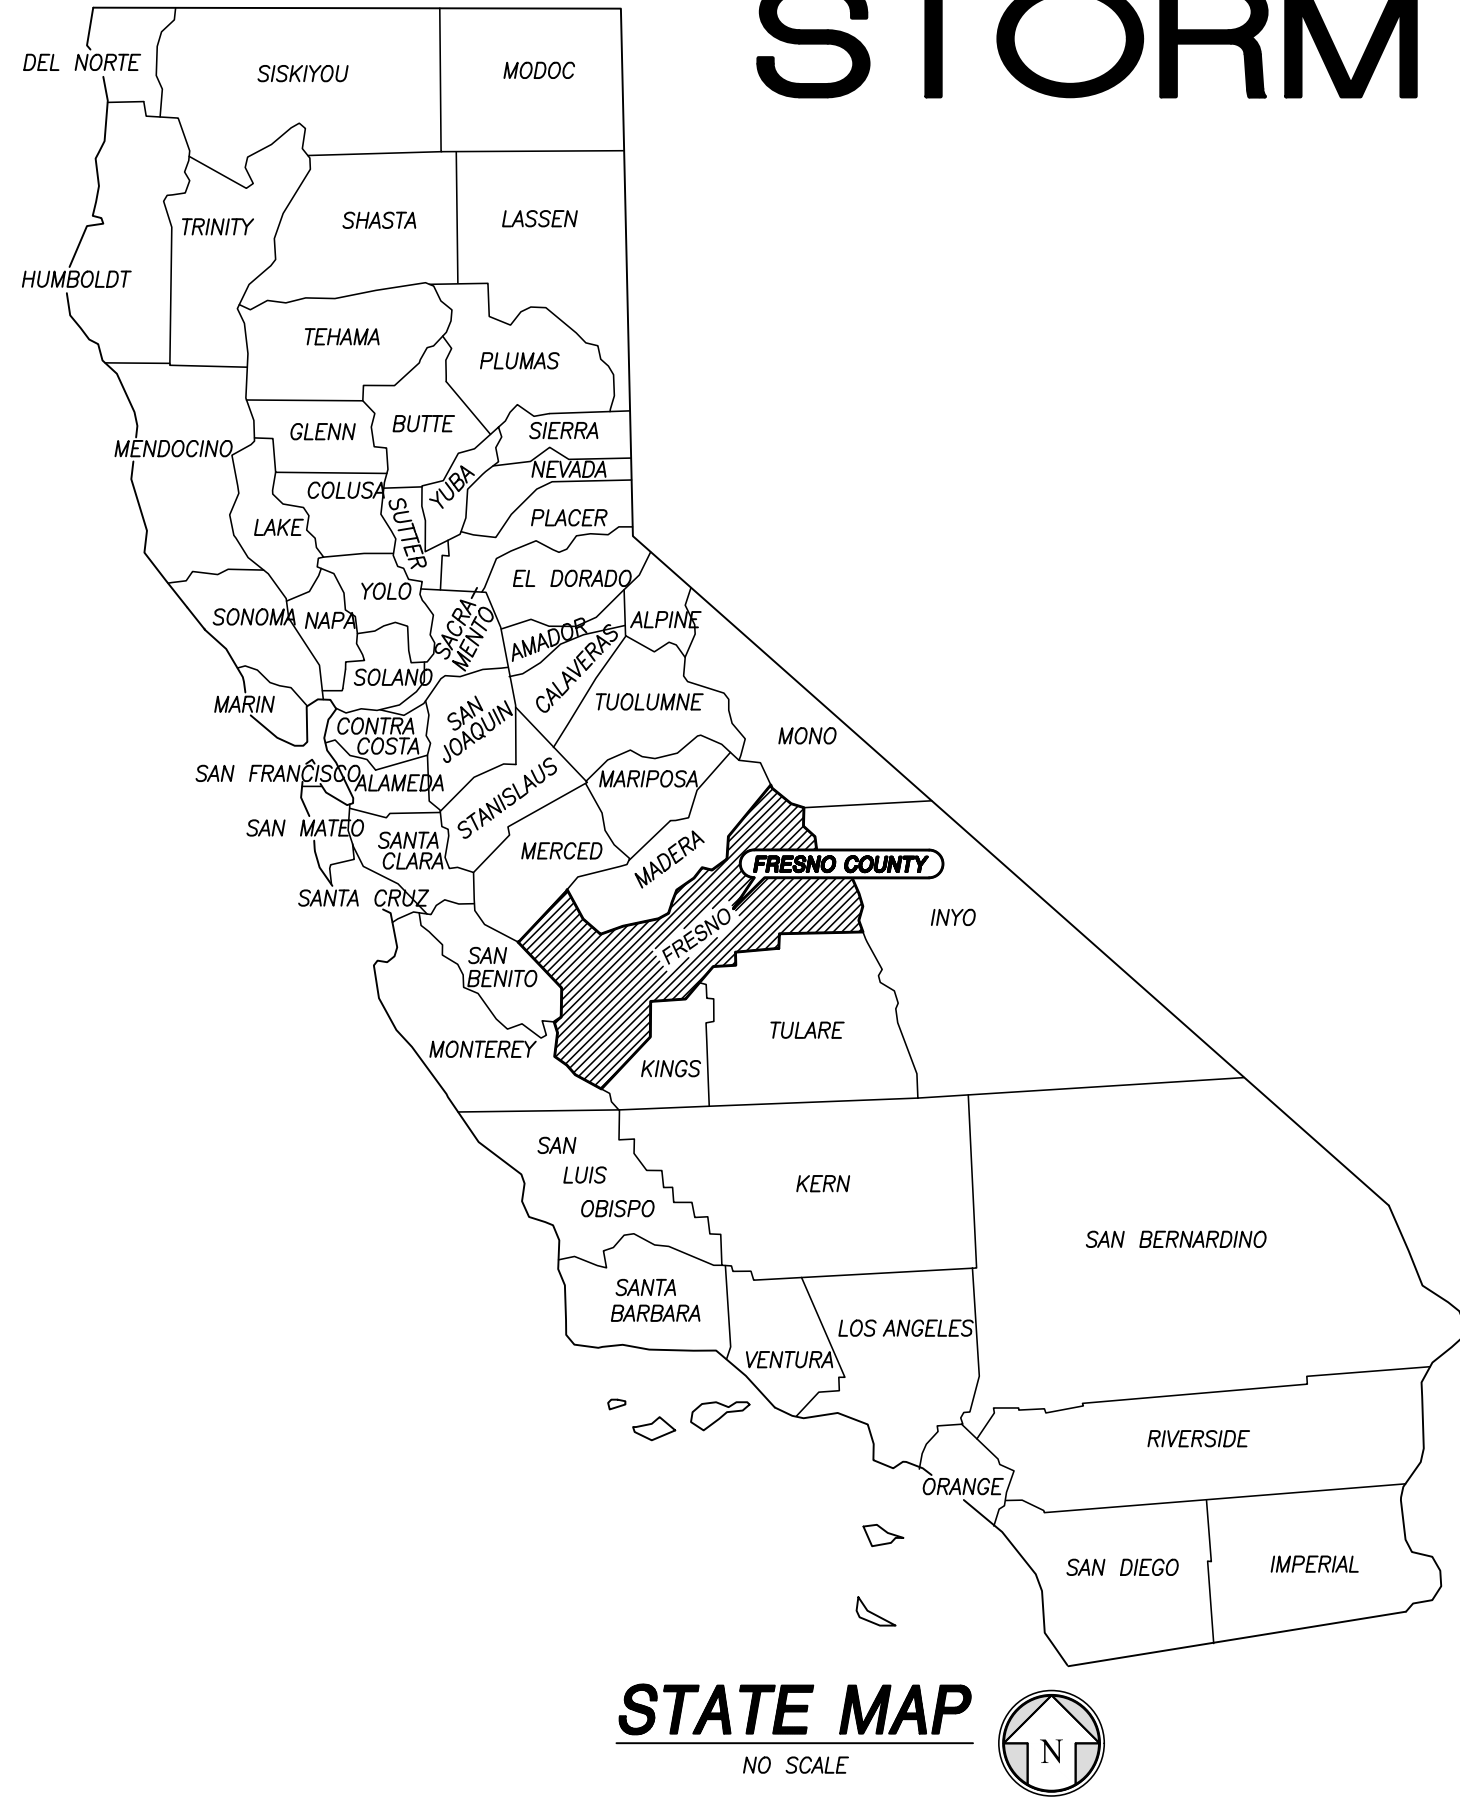 STORM
DEL NORTE
SISKIYOU
MODOC
TRINITY
SHASTA
LASSEN
HUMBOLDT
TEHAMA
PLUMAS
GLENN
BUTTE
SIERRA
MENDOCINO
NEVADA
YUBA
COLUSA
SUTTER
PLACER
LAKE
EL DORADO
YOLO
SONOMA
NAPA
SACRA-
MENTO
AMADOR
ALPINE
SOLANO
CALAVERAS
MARIN
TUOLUMNE
CONTRA
COSTA
SAN
JOAQUIN
MONO
SAN FRANCISCO
ALAMEDA
STANISLAUS
MARIPOSA
SAN MATEO
SANTA
CLARA
MERCED
MADERA
FRESNO COUNTY
SANTA CRUZ
INYO
FRESNO
SAN
BENITO
TULARE
MONTEREY
KINGS
SAN
LUIS
OBISPO
KERN
SAN BERNARDINO
SANTA
BARBARA
LOS ANGELES
VENTURA
RIVERSIDE
ORANGE
SAN DIEGO
IMPERIAL
STATE MAP
NO SCALE
N